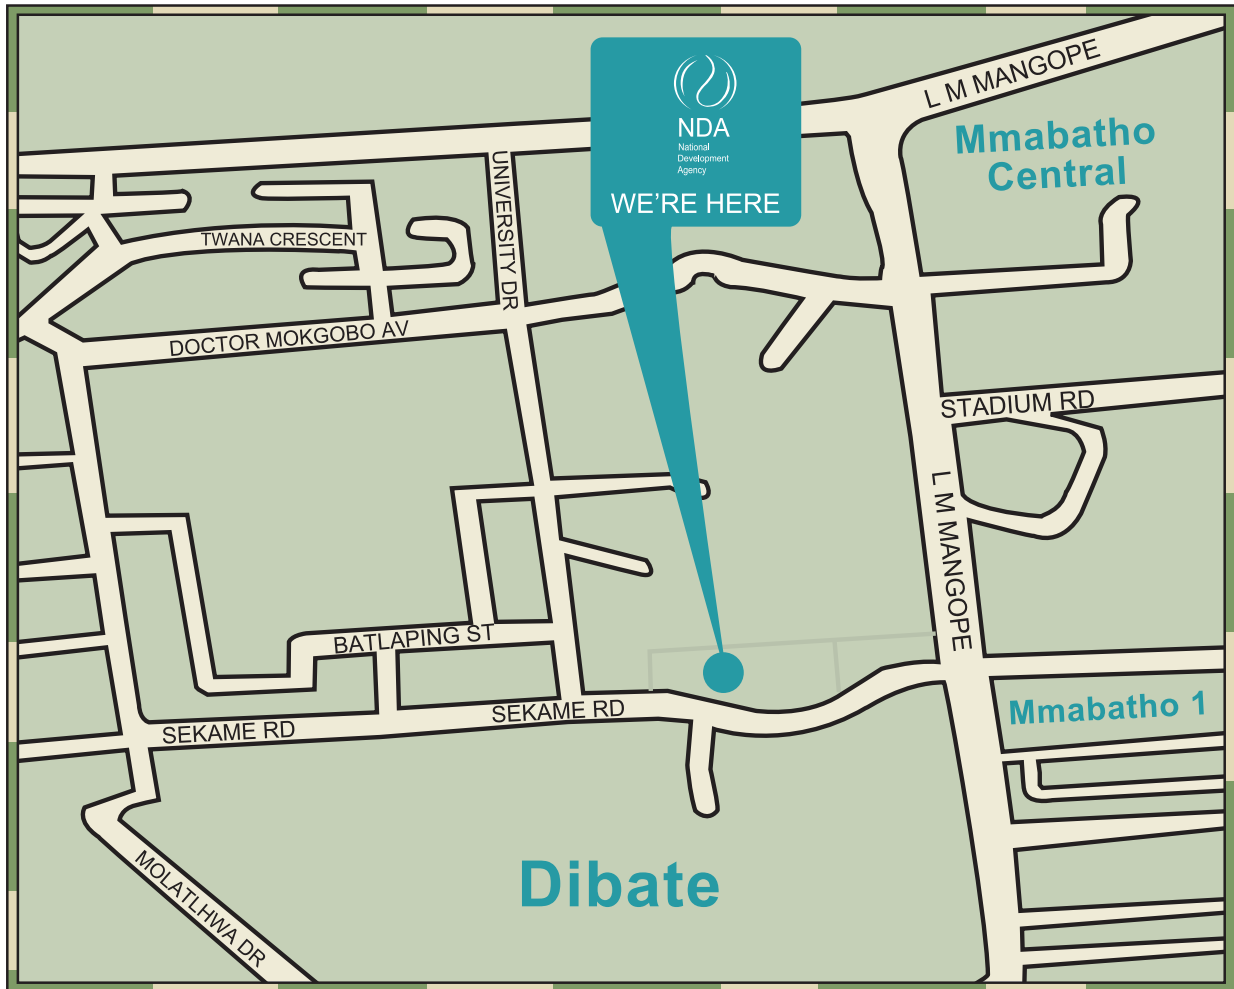 L M MANGOPE
NDA
National
Development
Agency
WE'RE HERE
Mmabatho
Central
UNIVERSITY DR
TWANA CRESCENT
DOCTOR MOKGOBO AV
STADIUM RD
L M MANGOPE
BATLAPING ST
Mmabatho 1
SEKAME RD
SEKAME RD
Dibate
MOLATLHWA DR